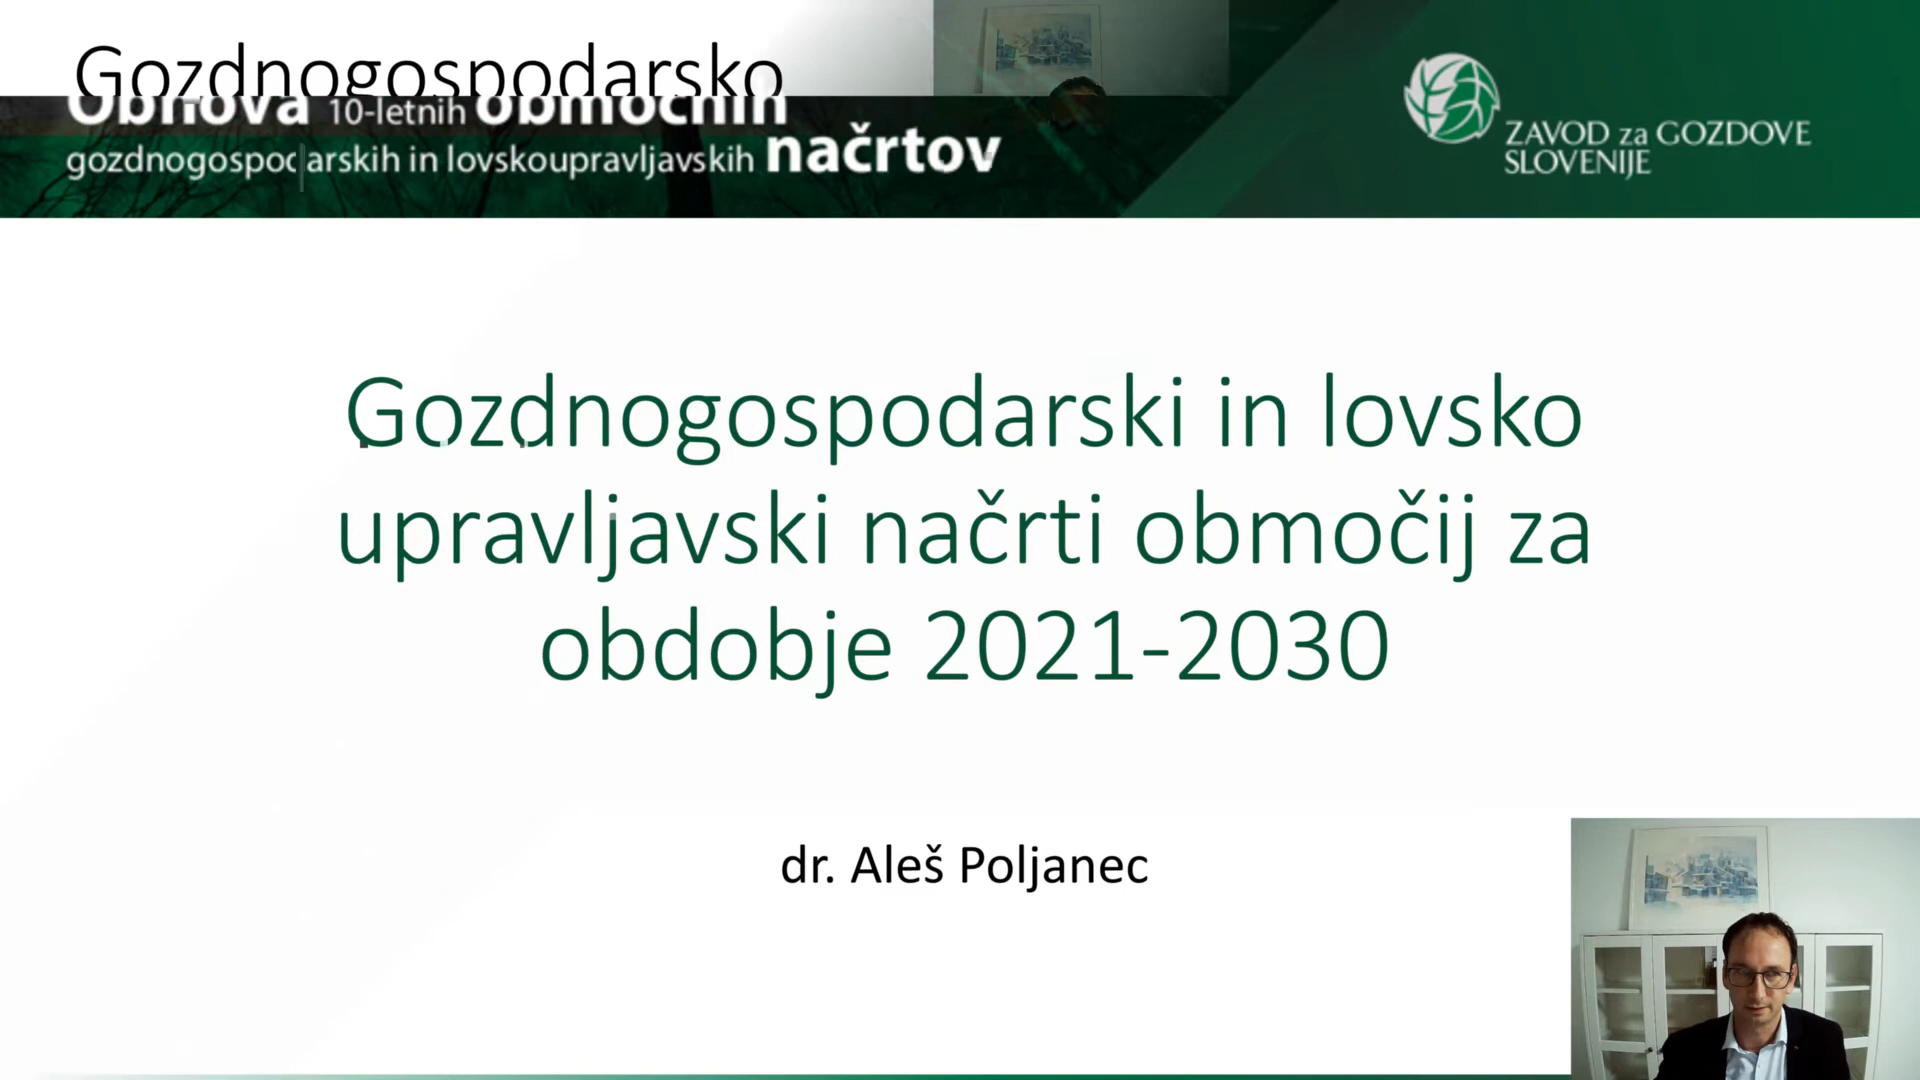 Gozdnogospodarsko
Obnova 10-letnih območnih
gozdnogospodarskih in lovskoupravljavskih načrtov
ZAVOD za GOZDOVE
SLOVENIJE
Gozdnogospodarski in lovsko
upravljavski načrti območij za
obdobje 2021-2030
dr. Aleš Poljanec